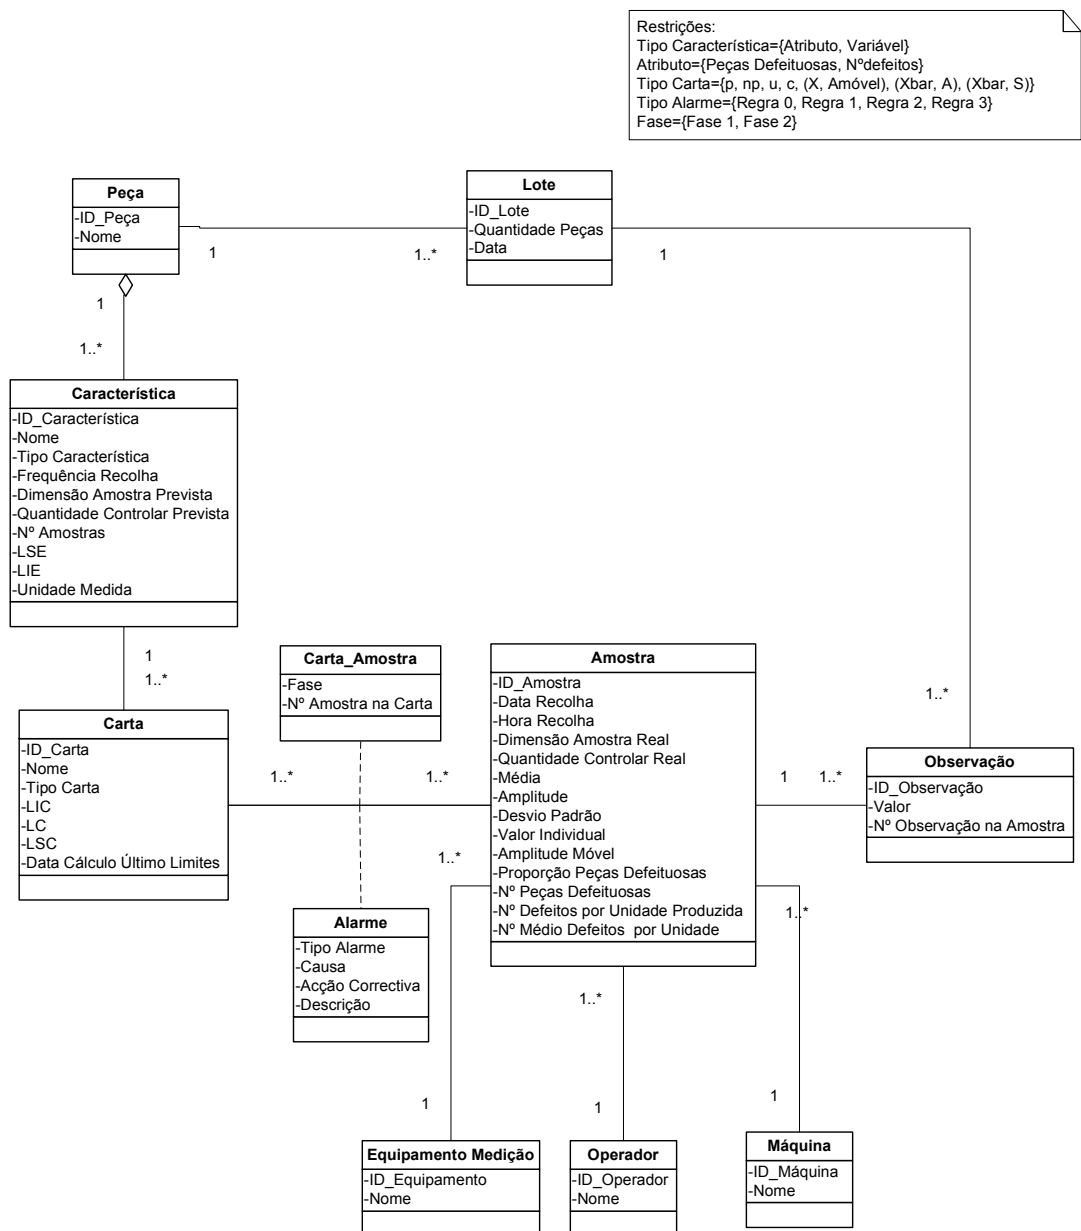 Restrições:
Tipo Característica={Atributo, Variável}
Atributo={Peças Defeituosas, Nºdefeitos}
Tipo Carta={p, np, u, c, (X, Amóvel), (Xbar, A), (Xbar, S)}
Tipo Alarme={Regra 0, Regra 1, Regra 2, Regra 3}
Fase={Fase 1, Fase 2}
Peça
-ID_Peça
-Nome
Lote
-ID_Lote
-Quantidade Peças
-Data
1
1..*
1
1
1..*
Característica
-ID_Característica
-Nome
-Tipo Característica
-Frequência Recolha
-Dimensão Amostra Prevista
-Quantidade Controlar Prevista
-Nº Amostras
-LSE
-LIE
-Unidade Medida
1
1..*
Carta_Amostra
-Fase
-Nº Amostra na Carta
Amostra
-ID_Amostra
-Data Recolha
-Hora Recolha
-Dimensão Amostra Real
-Quantidade Controlar Real
-Média
-Amplitude
-Desvio Padrão
-Valor Individual
-Amplitude Móvel
-Proporção Peças Defeituosas
-Nº Peças Defeituosas
-Nº Defeitos por Unidade Produzida
-Nº Médio Defeitos  por Unidade
1..*
Carta
-ID_Carta
-Nome
-Tipo Carta
-LIC
-LC
-LSC
-Data Cálculo Último Limites
1..*
1..*
1
1..*
Observação
-ID_Observação
-Valor
-Nº Observação na Amostra
1..*
1..*
1..*
Alarme
-Tipo Alarme
-Causa
-Acção Correctiva
-Descrição
1
1
1
Equipamento Medição
-ID_Equipamento
-Nome
Operador
-ID_Operador
-Nome
Máquina
-ID_Máquina
-Nome